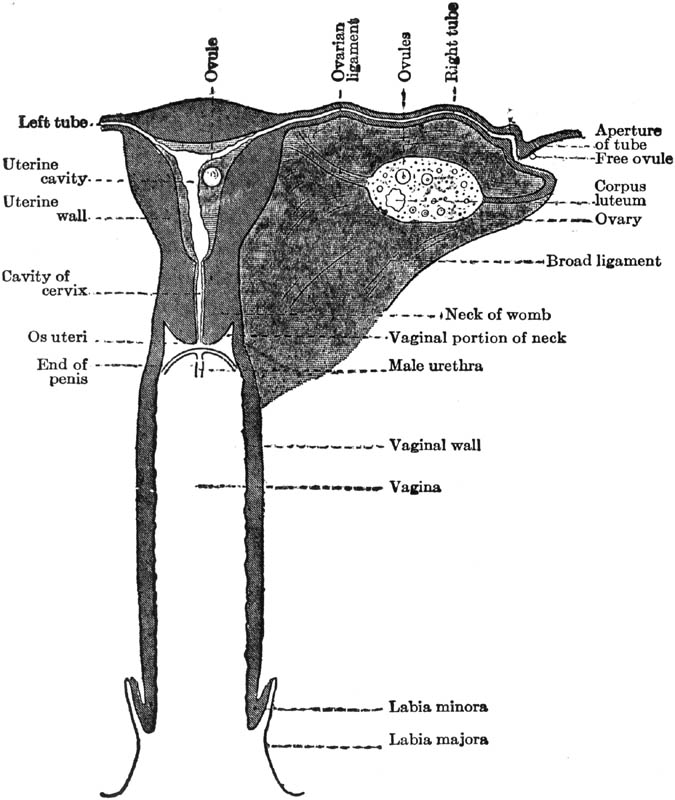 Ovule
Ovarian
ligament
Ovules
Right tube
Left tube
Aperture
of tube
Free ovule
Uterine
cavity
Uterine
wall
Corpus
luteum
Ovary
Broad ligament
Cavity of
cervix
Neck of womb
Os uteri
Vaginal portion of neck
End of
penis
Male urethra
Vaginal wall
Vagina
Labia minora
Labia majora